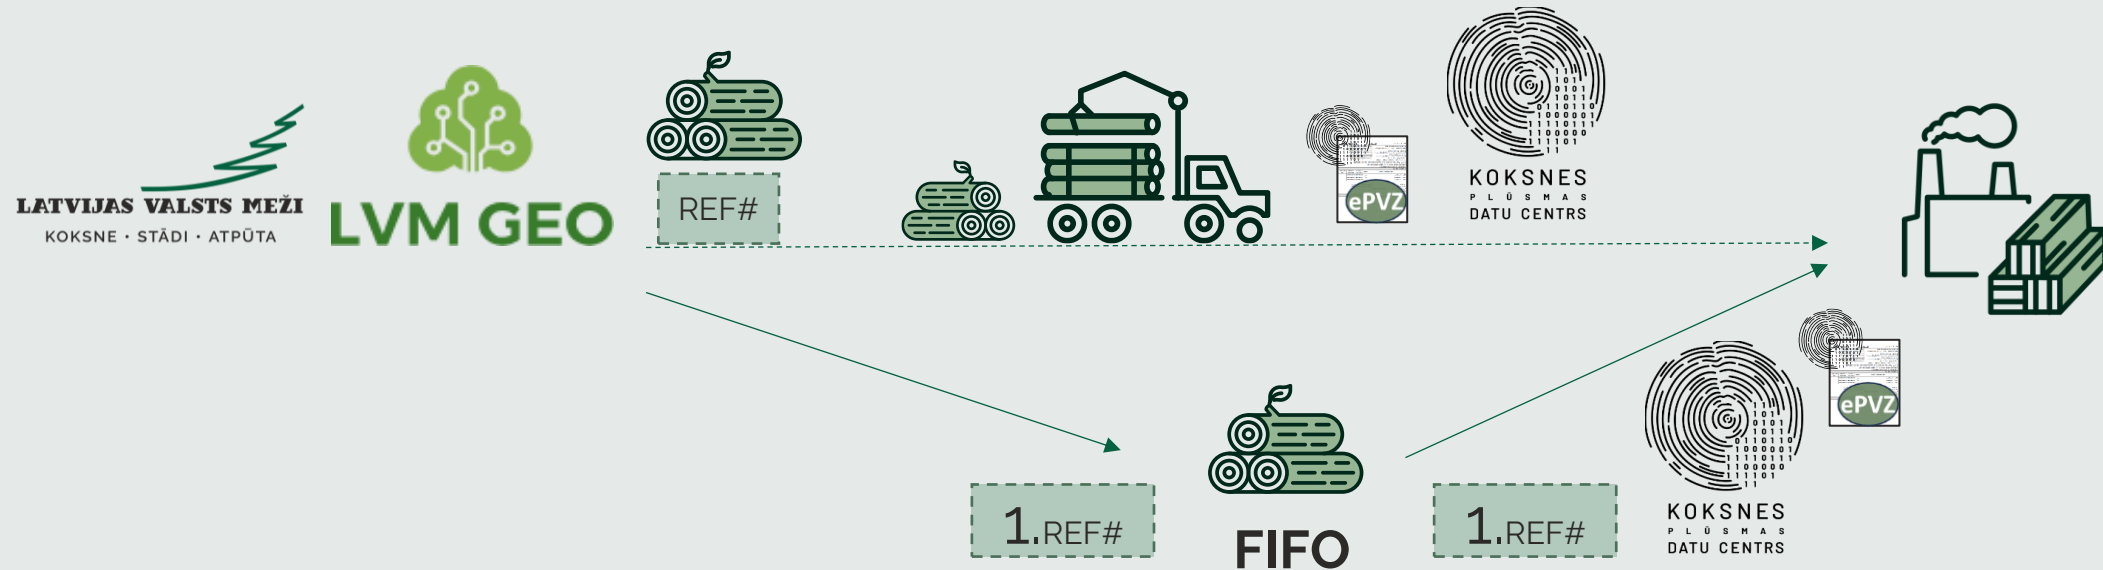 LATVIJAS VALSTS MEŽI
KOKSNE · STĀDI · ATPŪTA
LVM GEO
REF#
ePVZ
KOKSNES
PLŪSMAS
DATU CENTRS
1.REF#
FIFO
1.REF#
KOKSNES
PLŪSMAS
DATU CENTRS
ePVZ